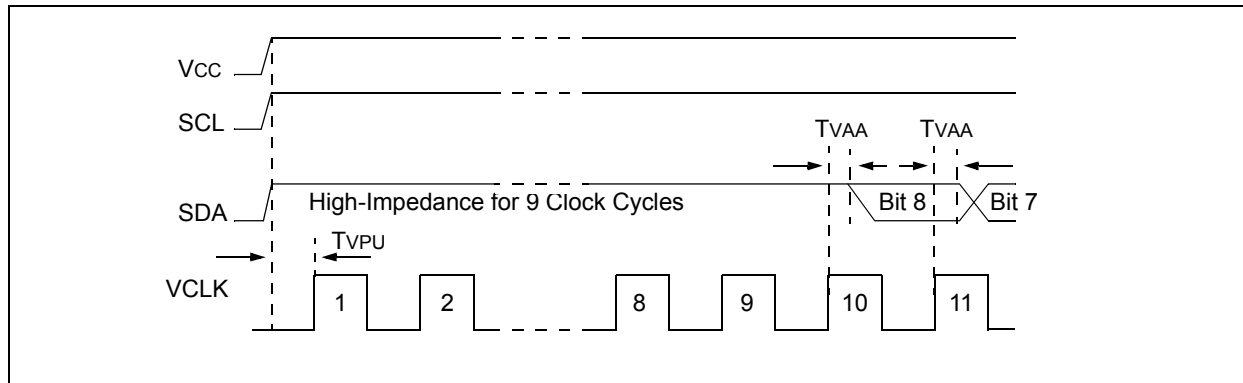 VCC
SCL
TVAA TVAA
SDA High-Impedance for 9 Clock Cycles Bit 8 Bit 7
TVPU
VCLK
1 2 8 9 10 11